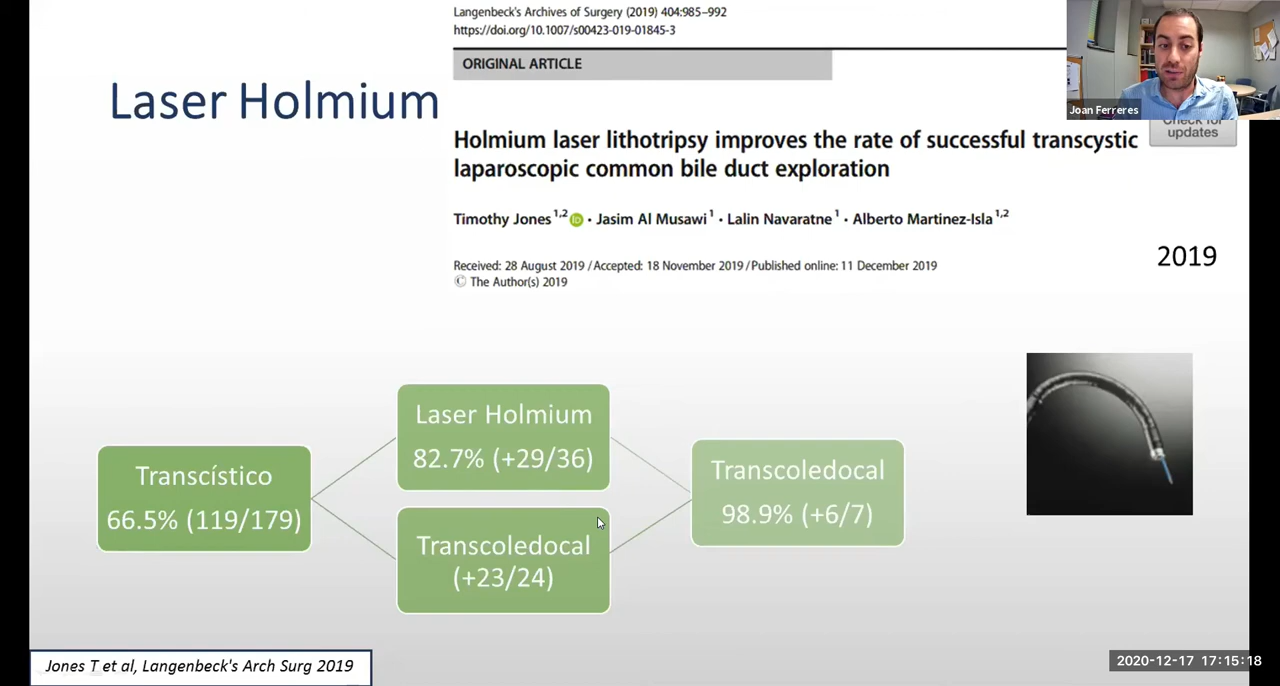 Langenbeck's Archives of Surgery (2019) 404:985–992
https://doi.org/10.1007/s00423-019-01845-3
ORIGINAL ARTICLE
Laser Holmium
Joan Ferreres
Check for
updates
Holmium laser lithotripsy improves the rate of successful transcystic
laparoscopic common bile duct exploration
Timothy Jones 1,2 iD · Jasim Al Musawi 1 · Lalin Navaratne 1 · Alberto Martinez-Isla 1,2
2019
Received: 28 August 2019 / Accepted: 18 November 2019 / Published online: 11 December 2019
© The Author(s) 2019
Transcístico
66.5% (119/179)
Laser Holmium
82.7% (+29/36)
Transcoledocal
(+23/24)
Transcoledocal
98.9% (+6/7)
Jones T et al, Langenbeck's Arch Surg 2019
2020-12-17 17:15:18